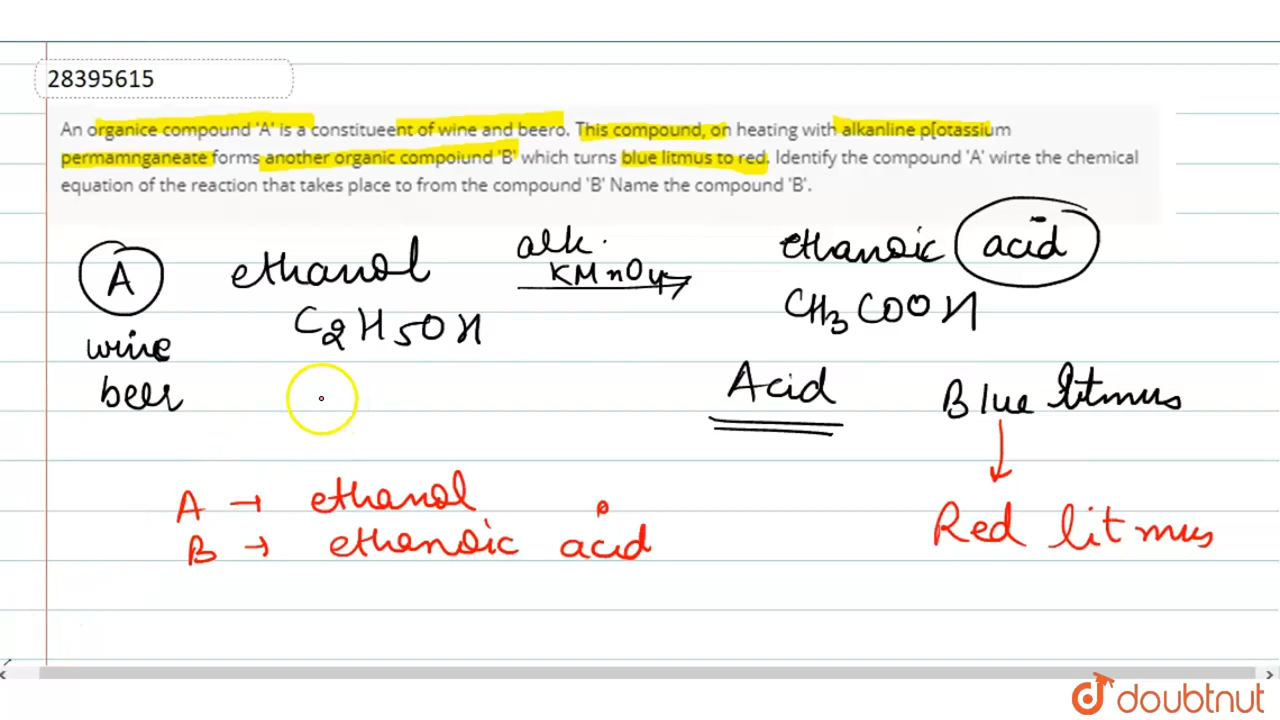 28395615
An organice compound 'A' is a constitueent of wine and beero. This compound, on heating with alkanline p[otassium
permamnganeate forms another organic compoiund 'B' which turns blue litmus to red. Identify the compound 'A' wirte the chemical
equation of the reaction that takes place to from the compound 'B' Name the compound 'B'.
A ethanol alk. KMnO4 ethanoic acid
C2H5OH CH3COOH
wine
beer
Acid Blue litmus
A → ethanol
B → ethanoic acid Red litmus
doubtnut